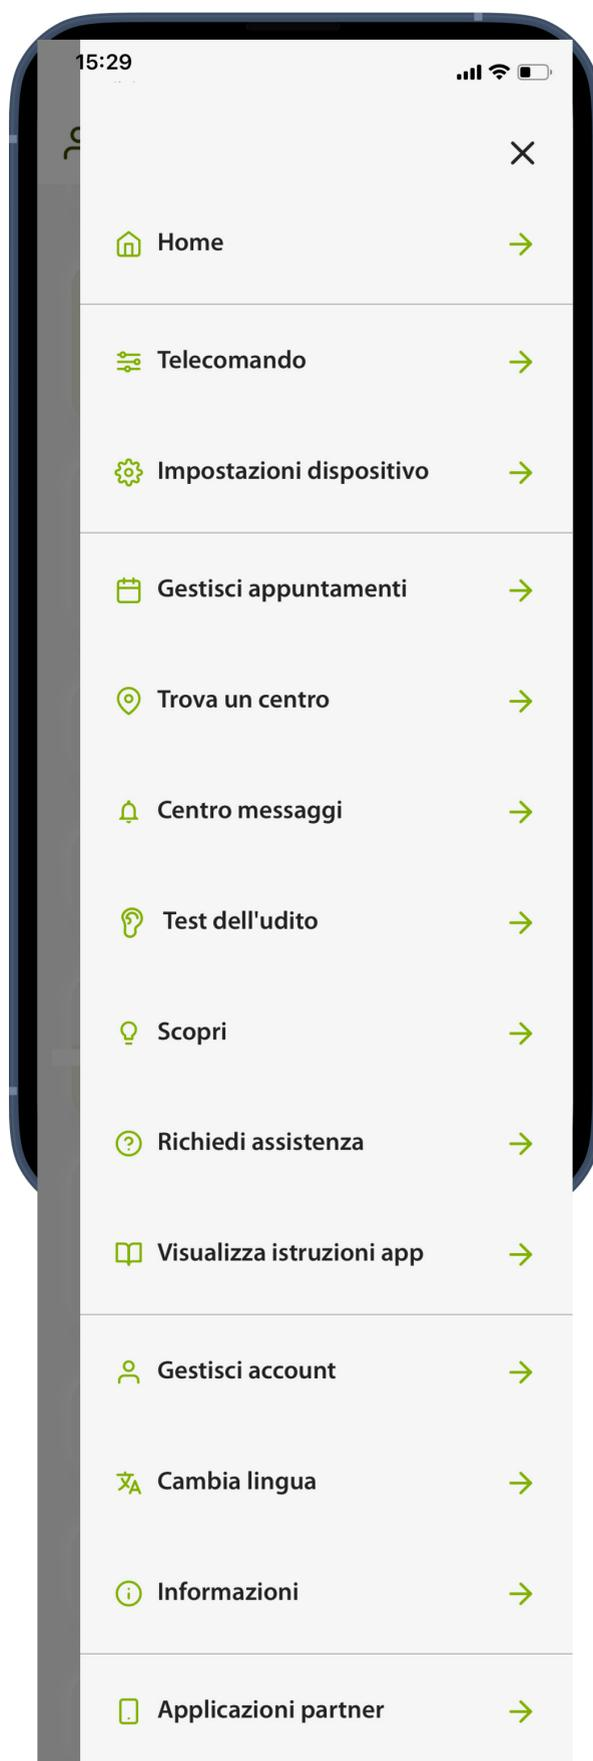 15:29
Home
Telecomando
Impostazioni dispositivo
Gestisci appuntamenti
Trova un centro
Centro messaggi
Test dell'udito
Scopri
Richiedi assistenza
Visualizza istruzioni app
Gestisci account
Cambia lingua
Informazioni
Applicazioni partner